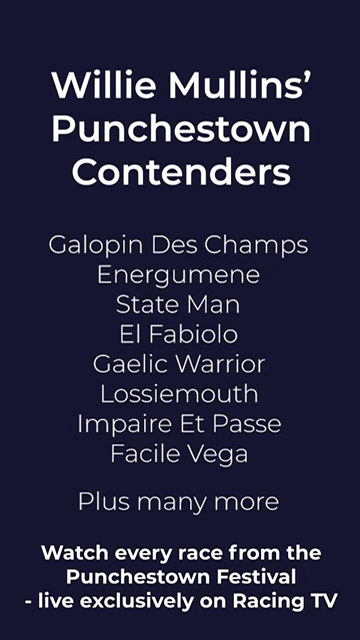 Willie Mullins’
Punchestown
Contenders
Galopin Des Champs
Energumene
State Man
El Fabiolo
Gaelic Warrior
Lossiemouth
Impaire Et Passe
Facile Vega
Plus many more
Watch every race from the
Punchestown Festival
- live exclusively on Racing TV